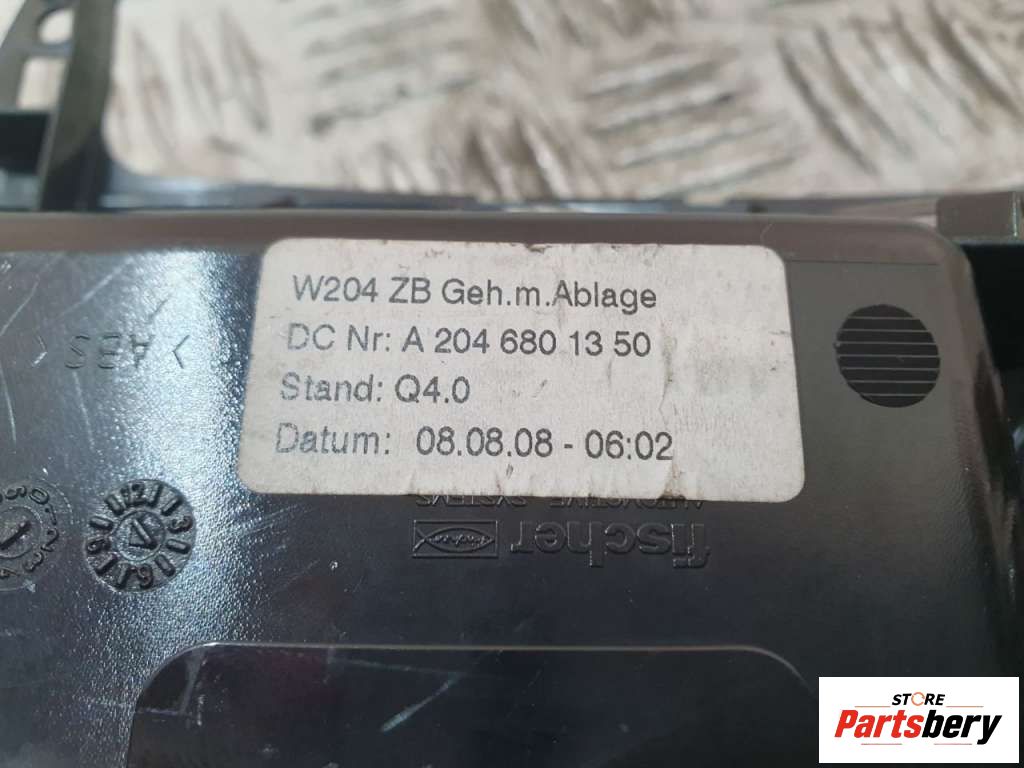 W204 ZB Geh.m.Ablage
DC Nr: A 204 680 13 50
Stand: Q4.0
Datum: 08.08.08 - 06:02
>ABS<
AUTOMOTIVE SYSTEMS
fischer
STORE
Partsbery